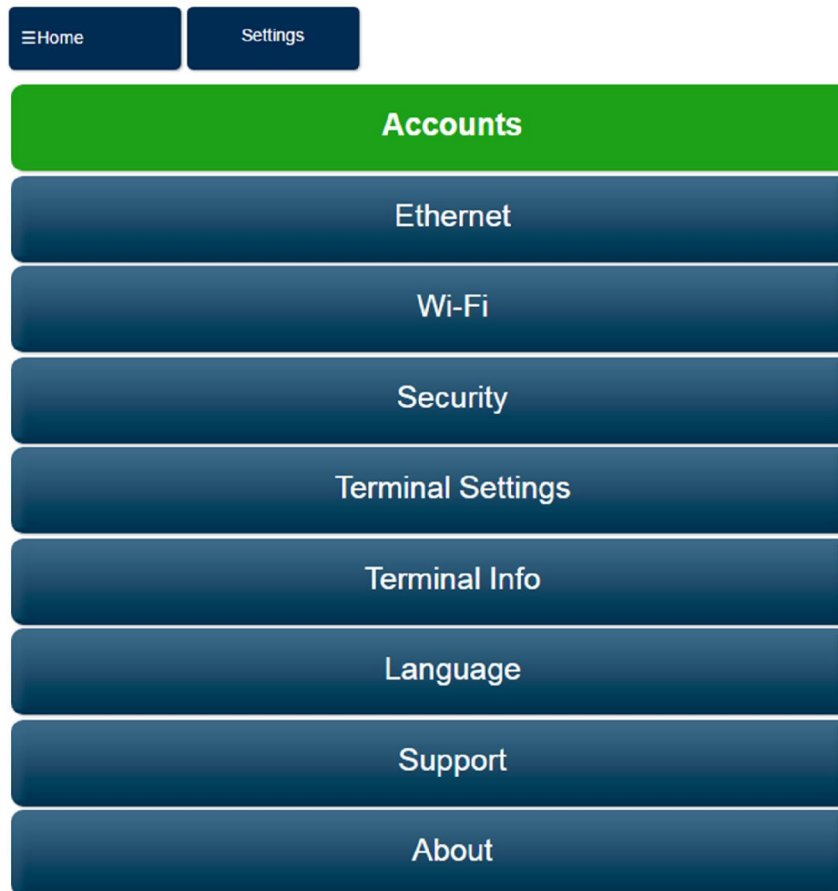 ☰Home
Settings
Accounts
Ethernet
Wi-Fi
Security
Terminal Settings
Terminal Info
Language
Support
About